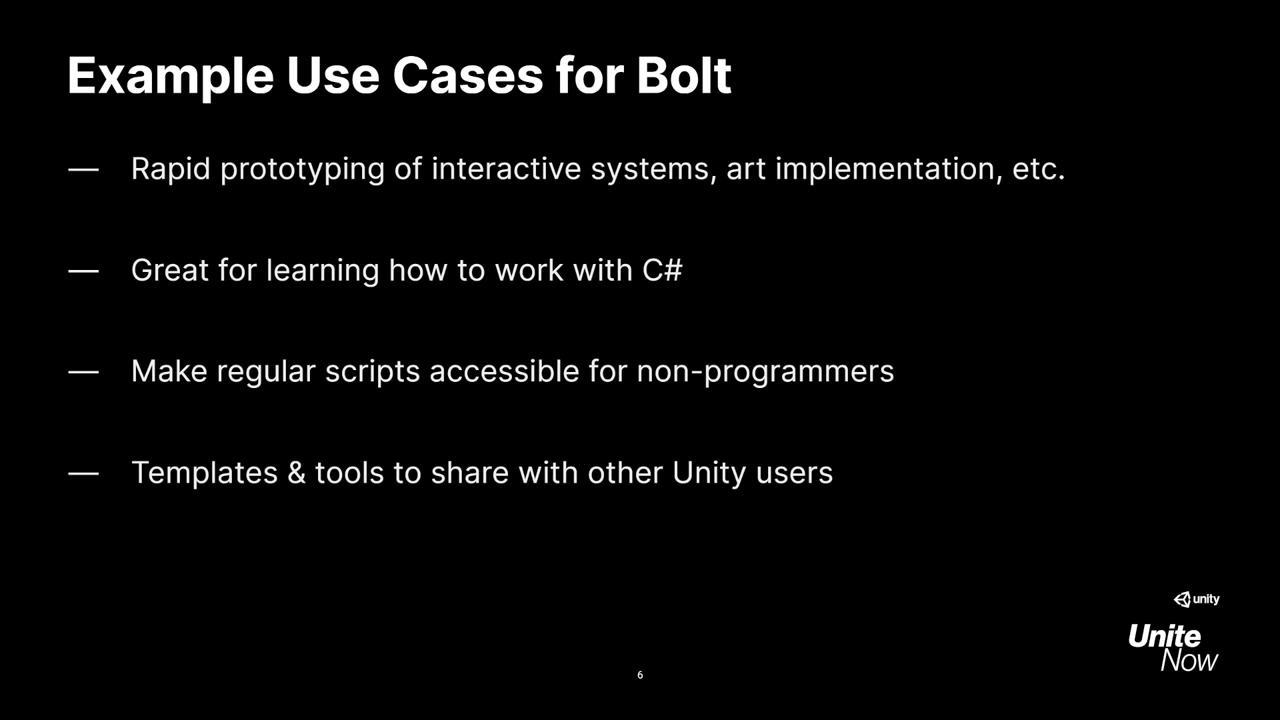 Example Use Cases for Bolt
— Rapid prototyping of interactive systems, art implementation, etc.
— Great for learning how to work with C#
— Make regular scripts accessible for non-programmers
— Templates & tools to share with other Unity users
unity
Unite
Now
6